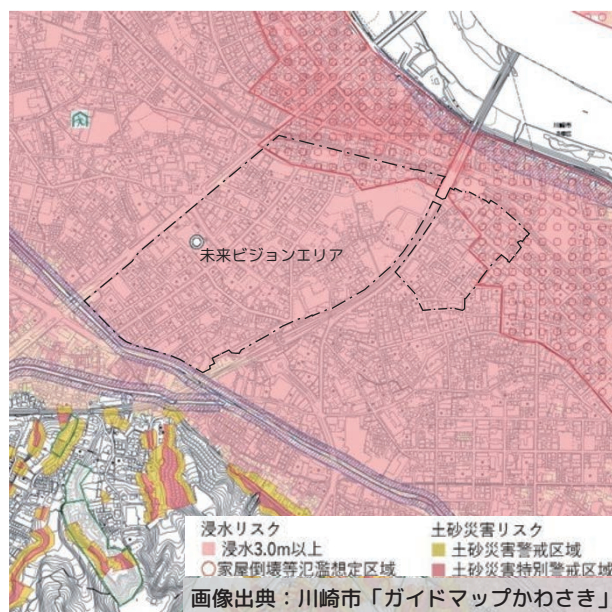 未来ビジョンエリア
浸水リスク
浸水3.0m以上
家屋倒壊等氾濫想定区域
土砂災害リスク
土砂災害警戒区域
土砂災害特別警戒区域
画像出典：川崎市「ガイドマップかわさき」